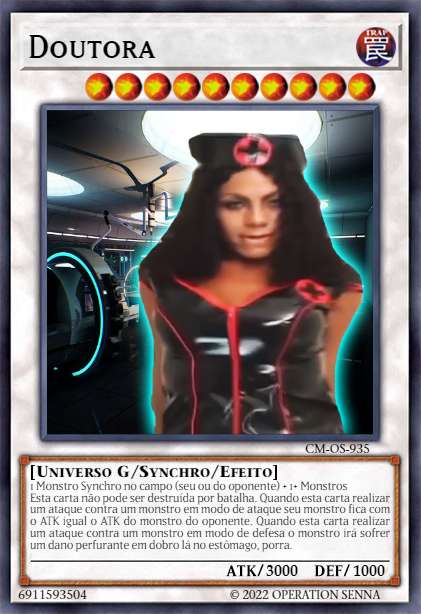 Doutora
TRAP
罠
CM-OS-935
[Universo G/Synchro/Efeito]
1 Monstro Synchro no campo (seu ou do oponente) + 1+ Monstros
Esta carta não pode ser destruída por batalha. Quando esta carta realizar
um ataque contra um monstro em modo de ataque seu monstro fica com
o ATK igual o ATK do monstro do oponente. Quando esta carta realizar
um ataque contra um monstro em modo de defesa o monstro irá sofrer
um dano perfurante em dobro lá no estômago, porra.
ATK/3000 DEF/1000
6911593504 © 2022 OPERATION SENNA